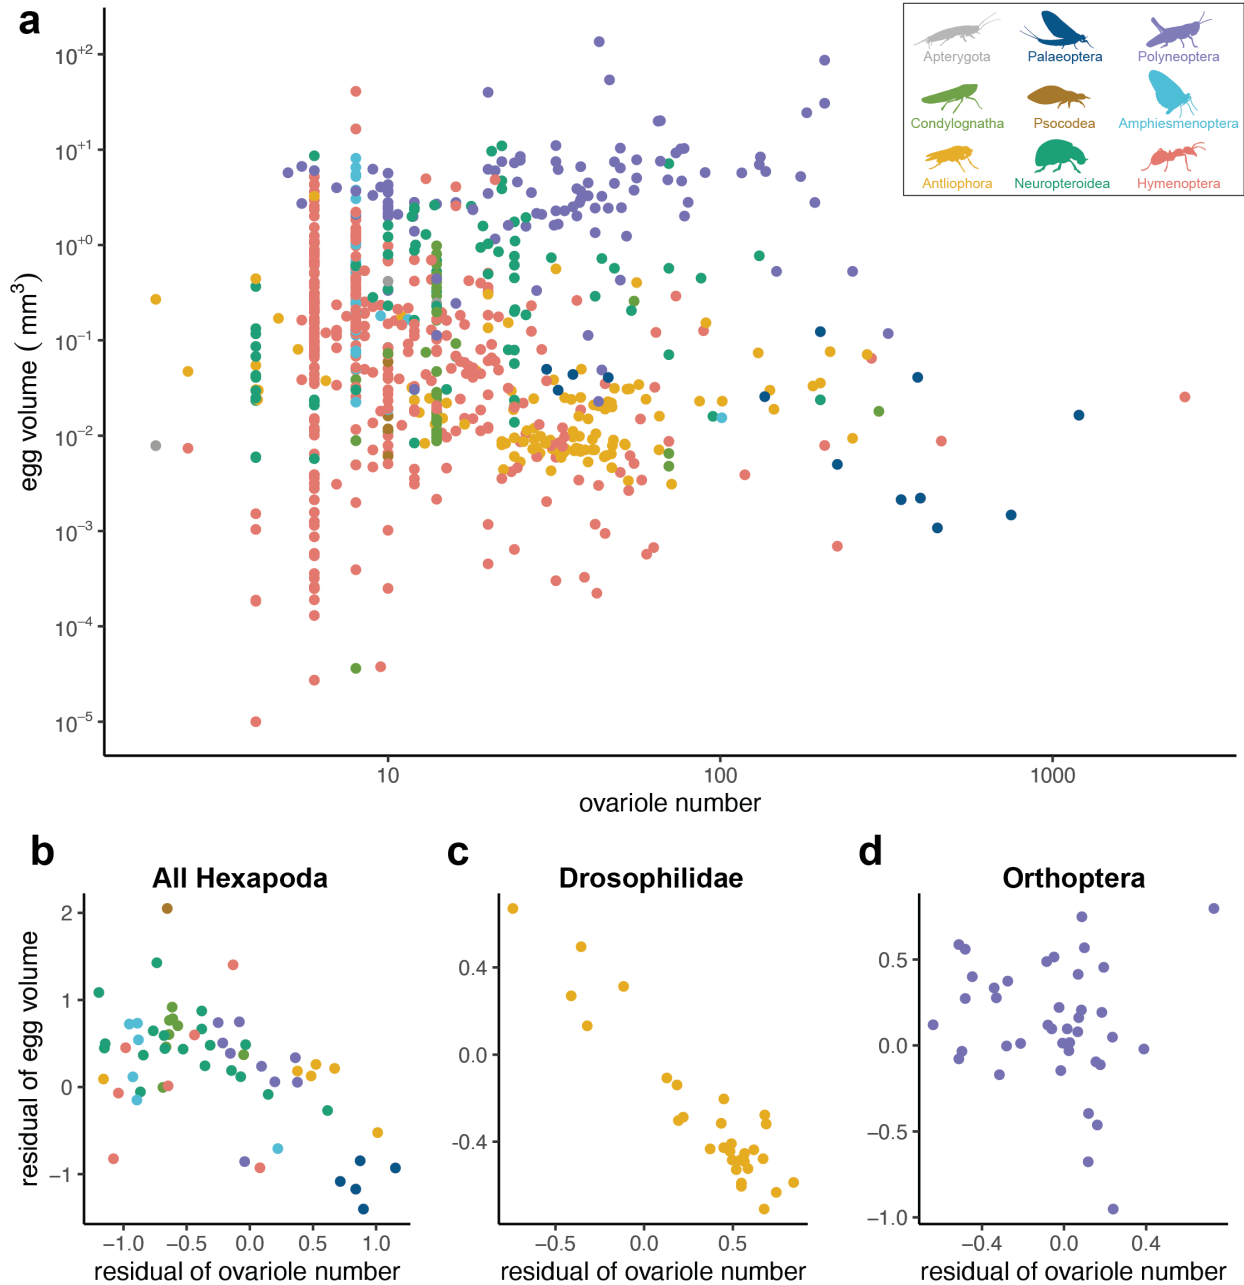 a
10+2
10+1
10+0
10−1
10−2
10−3
10−4
10−5
egg volume ( mm3)
10
100
1000
ovariole number
Apterygota
Palaeoptera
Polyneoptera
Condylognatha
Psocodea
Amphiesmenoptera
Antliophora
Neuropteroidea
Hymenoptera
b
All Hexapoda
2
1
0
−1
residual of egg volume
−1.0 −0.5 0.0 0.5 1.0
residual of ovariole number
c
Drosophilidae
0.4
0.0
-0.4
−0.5 0.0 0.5
residual of ovariole number
d
Orthoptera
0.5
0.0
−0.5
−1.0
−0.4 0.0 0.4
residual of ovariole number